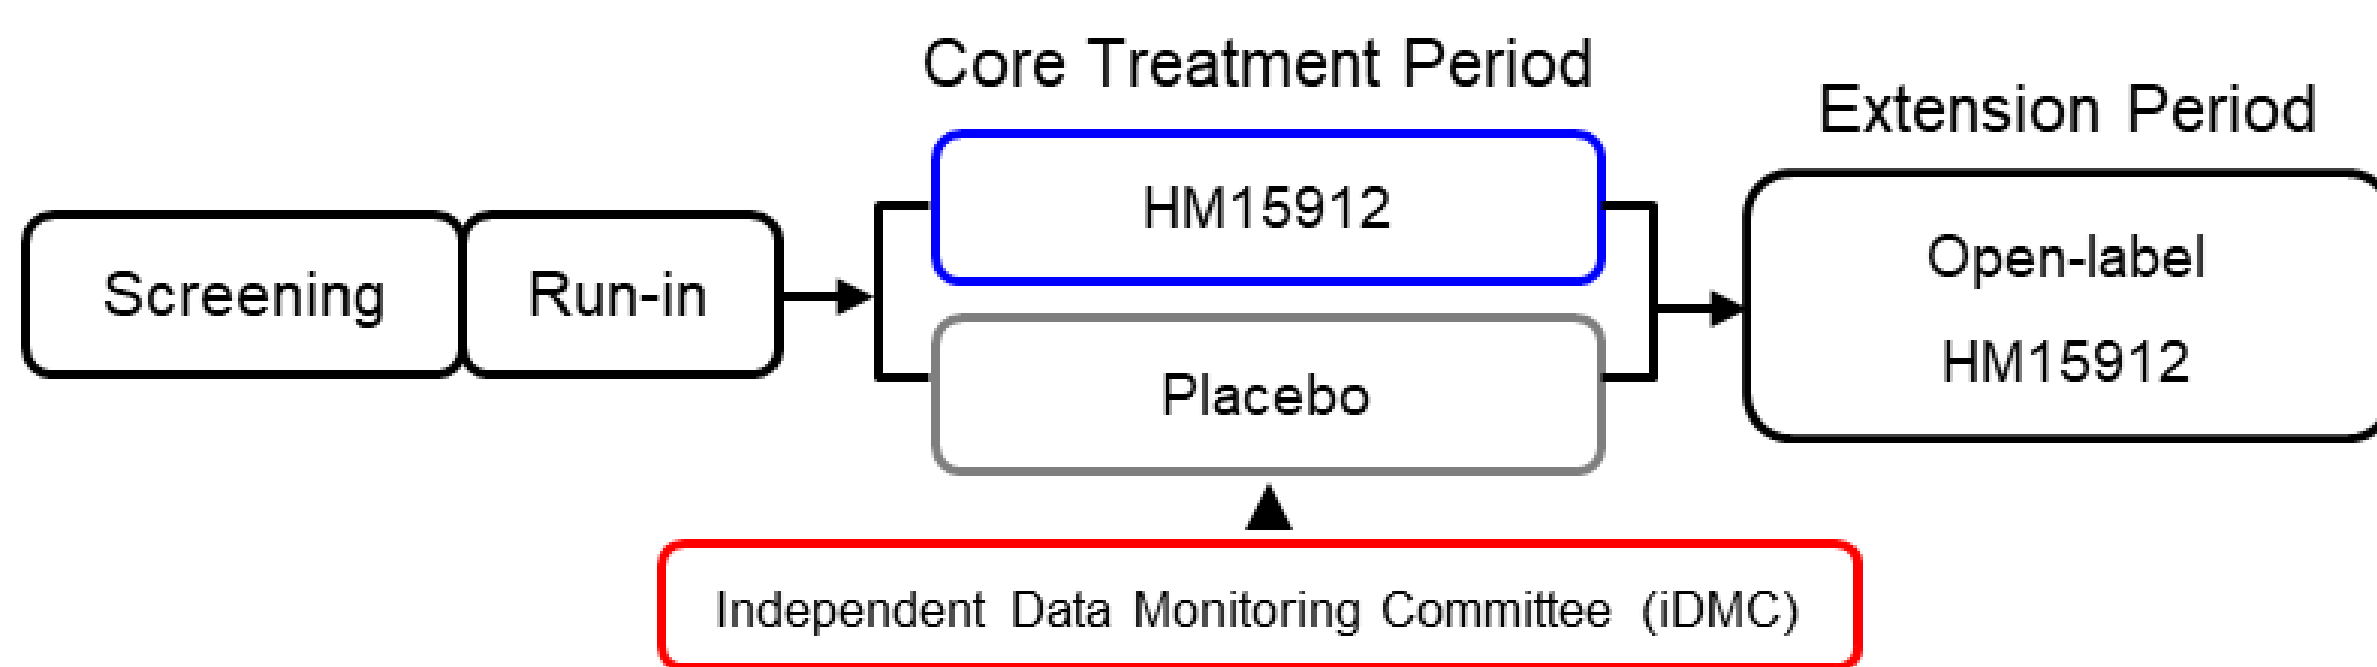 Core Treatment Period
Extension Period
HM15912
Screening
Run-in
Open-label
HM15912
Placebo
Independent Data Monitoring Committee (iDMC)